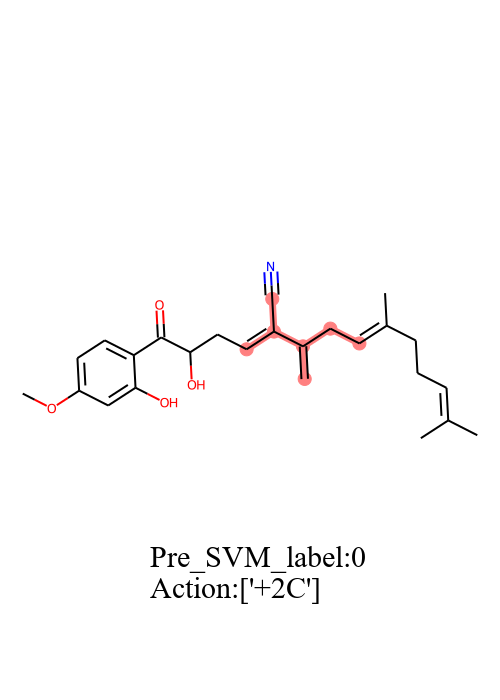 N
O
OH
OH
O
Pre_SVM_label:0
Action:['+2C']